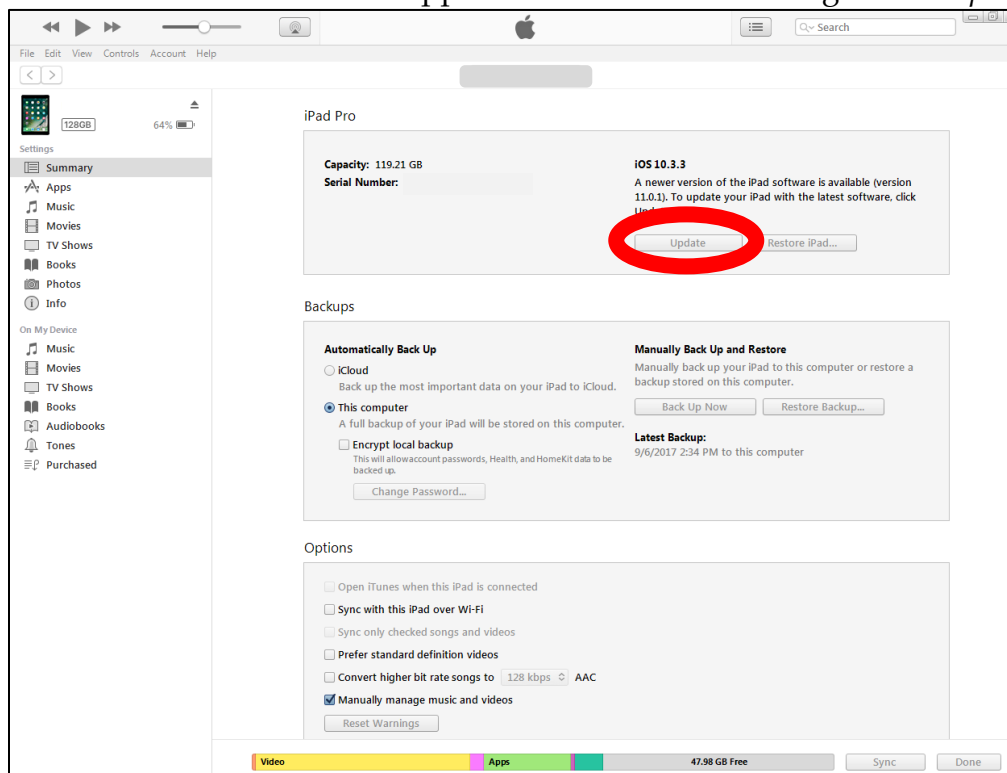 Search
File Edit View Controls Account Help
128GB 64%
Settings
Summary
Apps
Music
Movies
TV Shows
Books
Photos
Info
On My Device
Music
Movies
TV Shows
Books
Audiobooks
Tones
Purchased
iPad Pro
Capacity: 119.21 GB
Serial Number:
iOS 10.3.3
A newer version of the iPad software is available (version
11.0.1). To update your iPad with the latest software, click
Update Restore iPad...
Backups
Automatically Back Up
iCloud
Back up the most important data on your iPad to iCloud.
This computer
A full backup of your iPad will be stored on this computer.
Encrypt local backup
This will allowaccount passwords, Health, and HomeKit data to be
backed up.
Change Password...
Manually Back Up and Restore
Manually back up your iPad to this computer or restore a
backup stored on this computer.
Back Up Now Restore Backup...
Latest Backup:
9/6/2017 2:34 PM to this computer
Options
Open iTunes when this iPad is connected
Sync with this iPad over Wi-Fi
Sync only checked songs and videos
Prefer standard definition videos
Convert higher bit rate songs to 128 kbps AAC
Manually manage music and videos
Reset Warnings
Video Apps 47.98 GB Free Sync Done